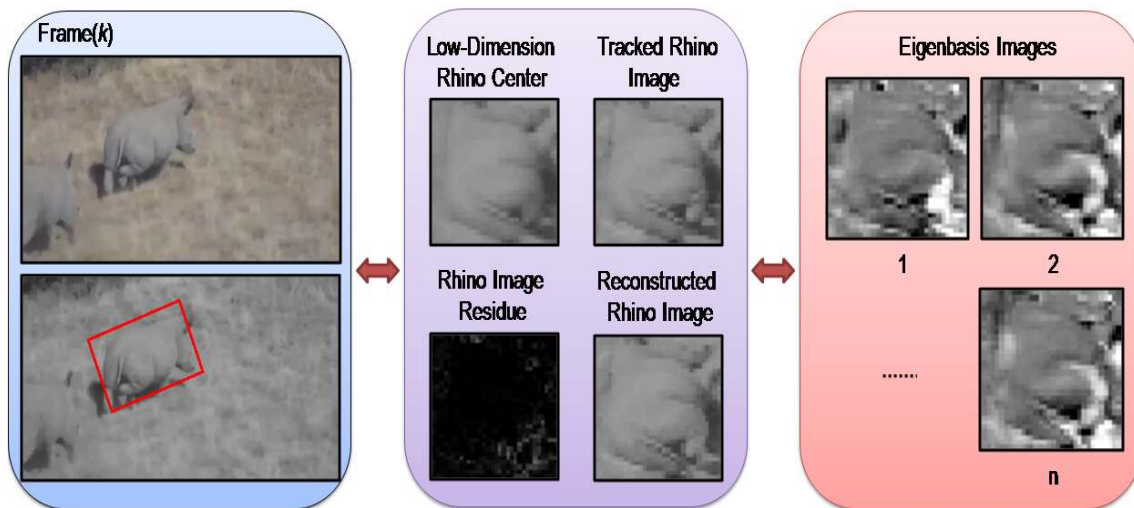 Frame(k)
Low-Dimension
Rhino Center
Tracked Rhino
Image
Rhino Image
Residue
Reconstructed
Rhino Image
Eigenbasis Images
1
2
.......
n